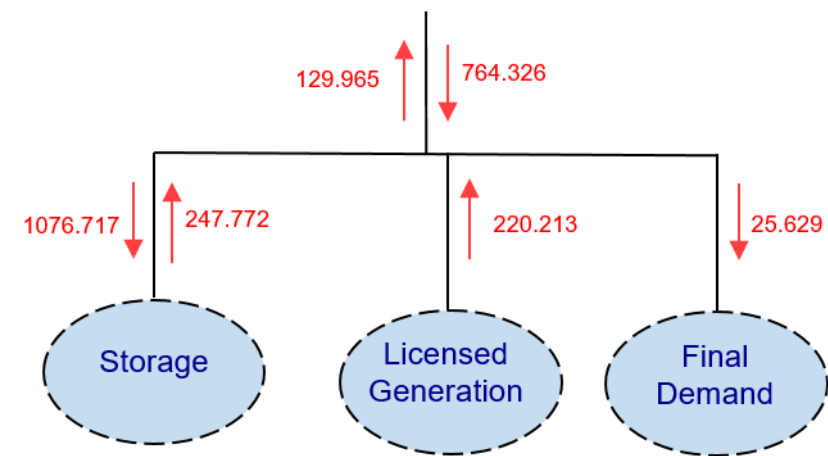 129.965
764.326
1076.717
247.772
220.213
25.629
Storage
Licensed
Generation
Final
Demand